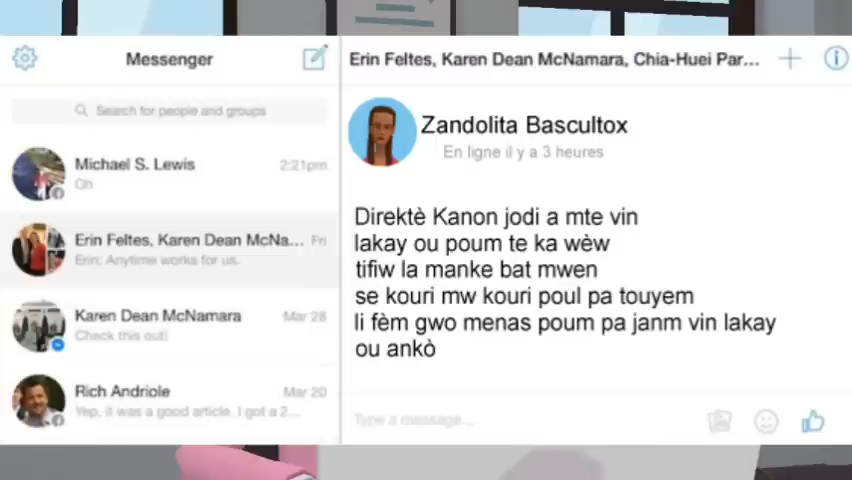 Messenger
Search for people and groups
Michael S. Lewis 2:21pm
Oh
Erin Feltes, Karen Dean McNa... Fri
Erin: Anytime works for us.
Karen Dean McNamara Mar 28
Check this out!
Rich Andriole Mar 20
Yep, it was a good article. I got a 2...
Erin Feltes, Karen Dean McNamara, Chia-Huei Par...
Zandolita Bascultox
En ligne il y a 3 heures
Direktè Kanon jodi a mte vin
lakay ou poum te ka wèw
tifiw la manke bat mwen
se kouri mw kouri poul pa touyem
li fèm gwo menas poum pa janm vin lakay
ou ankò
Type a message...